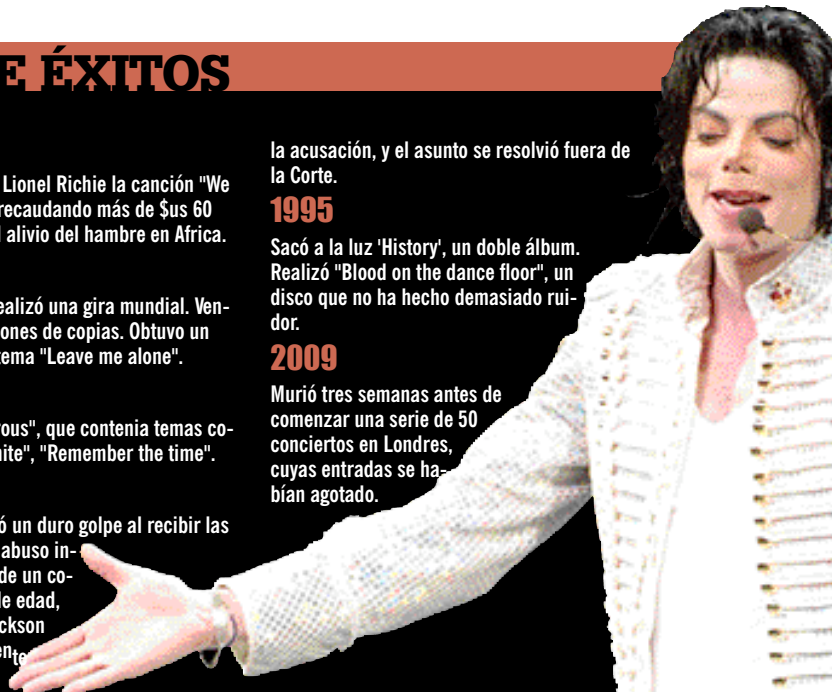 E ÉXITOS
Lionel Richie la canción "We
recaudando más de $us 60
l alivio del hambre en Africa.
ealizó una gira mundial. Ven-
ones de copias. Obtuvo un
tema "Leave me alone".
ous", que contenia temas co-
hite", "Remember the time".
ó un duro golpe al recibir las
abuso in-
de un co-
le edad,
ckson
ente
la acusación, y el asunto se resolvió fuera de
la Corte.
1995
Sacó a la luz 'History', un doble álbum.
Realizó "Blood on the dance floor", un
disco que no ha hecho demasiado rui-
dor.
2009
Murió tres semanas antes de
comenzar una serie de 50
conciertos en Londres,
cuyas entradas se ha-
bían agotado.